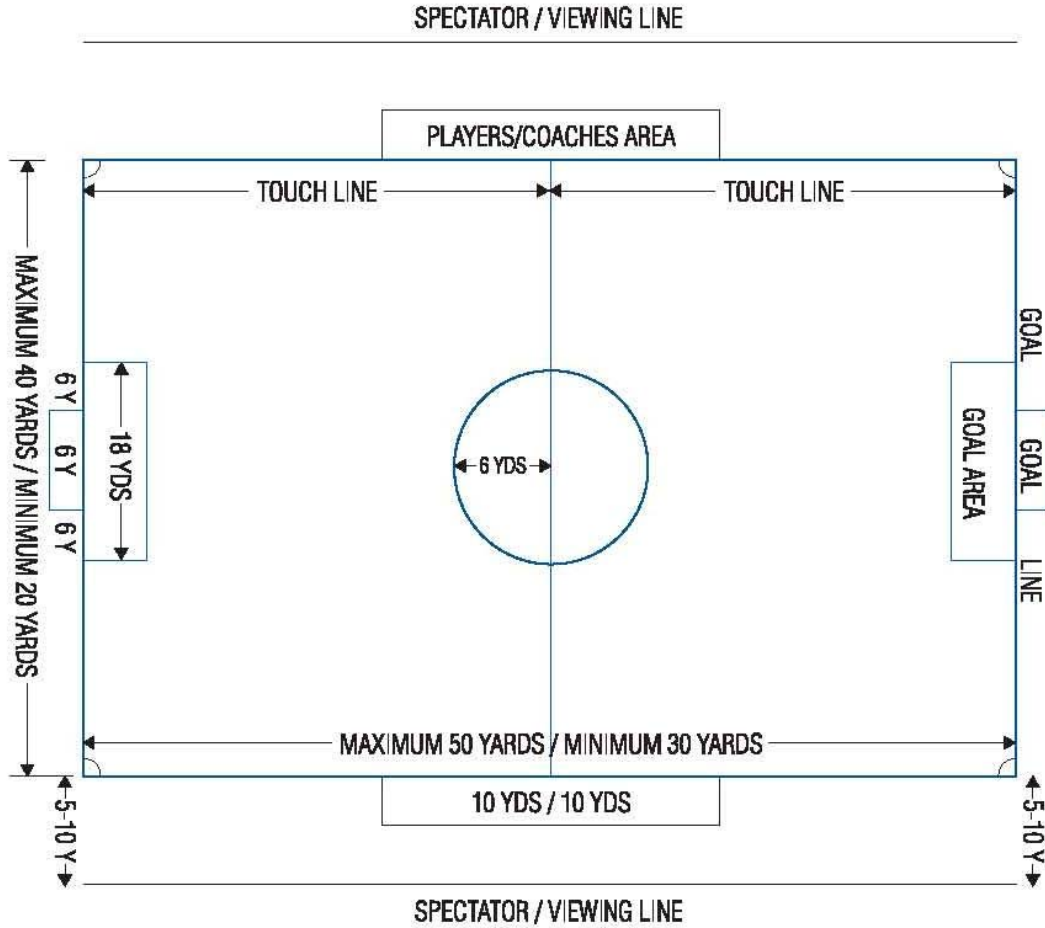 SPECTATOR / VIEWING LINE
PLAYERS/COACHES AREA
TOUCH LINE
TOUCH LINE
MAXIMUM 40 YARDS / MINIMUM 20 YARDS
6 Y
6 Y
6 Y
18 YDS
6 YDS
GOAL AREA
GOAL
GOAL
LINE
MAXIMUM 50 YARDS / MINIMUM 30 YARDS
10 YDS / 10 YDS
5-10 Y
5-10 Y
SPECTATOR / VIEWING LINE